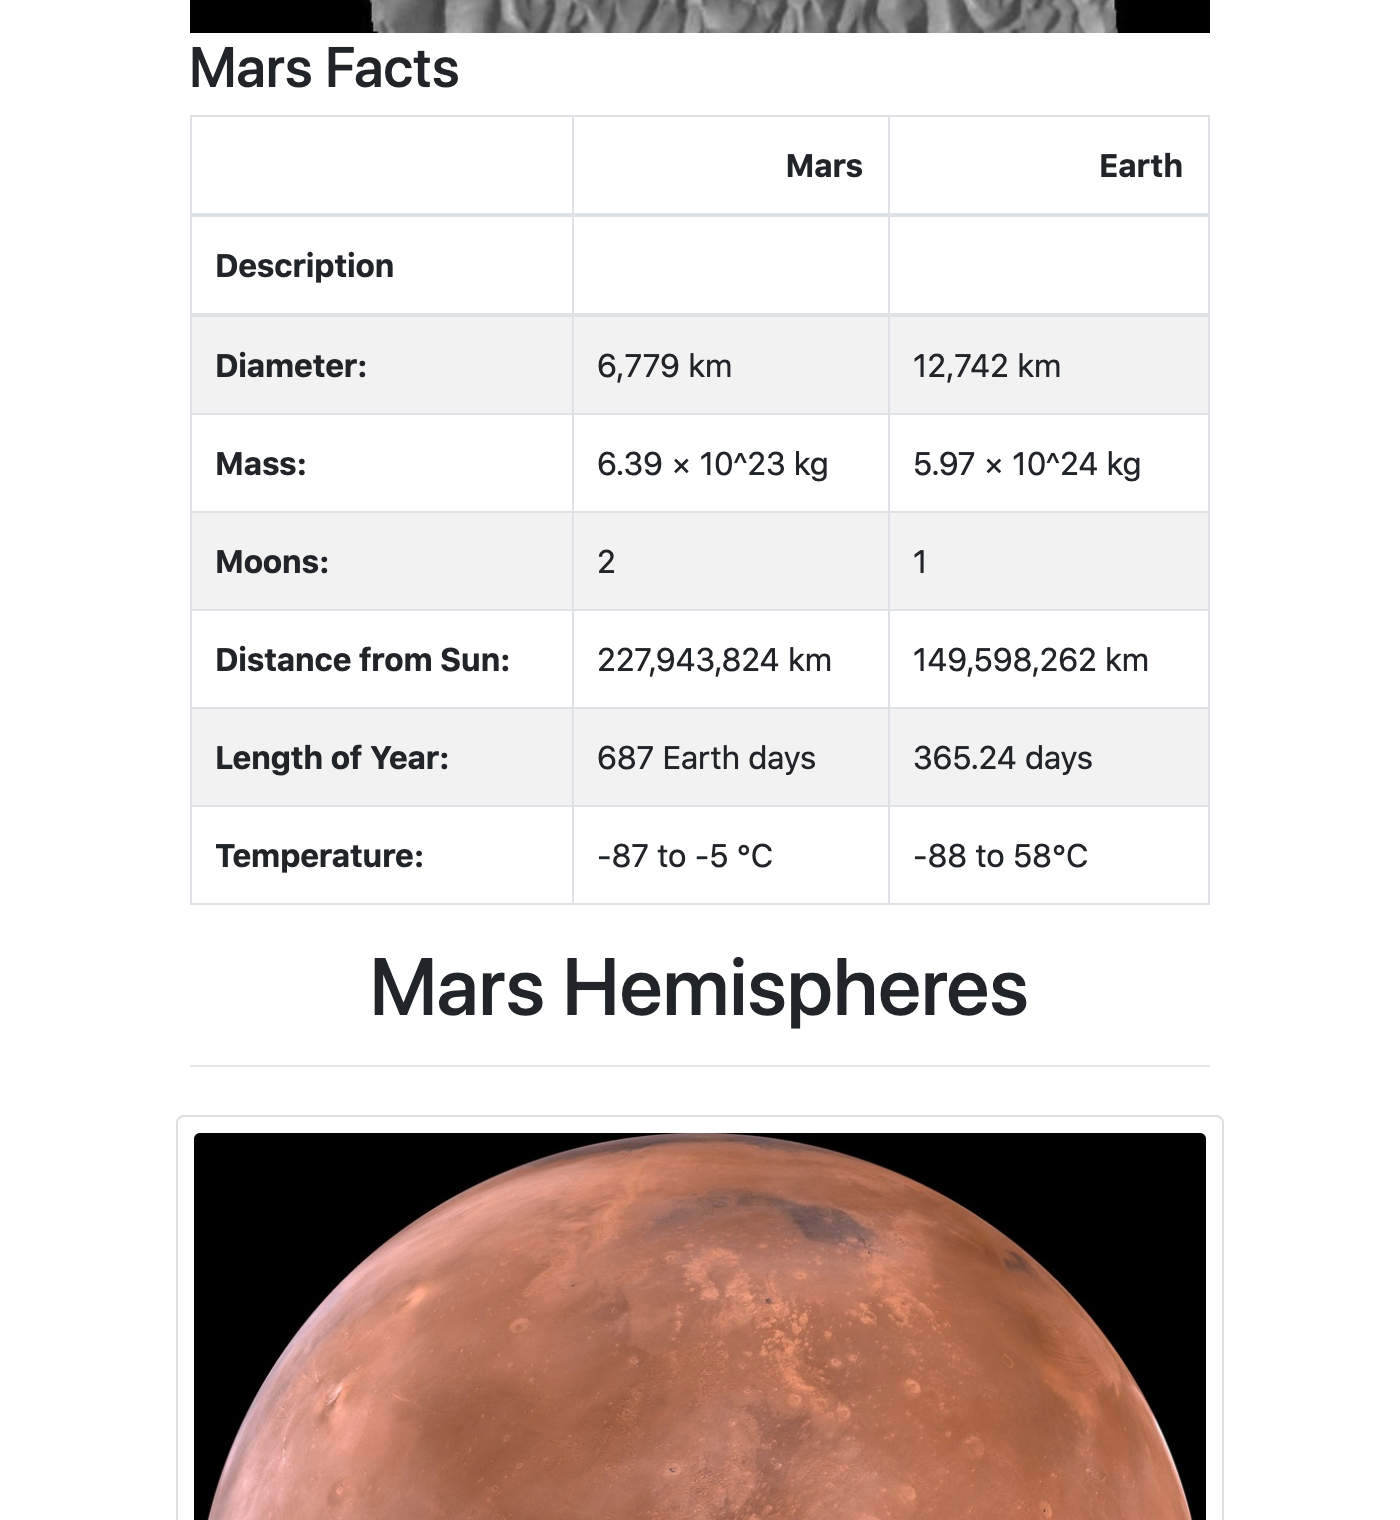 Mars Facts
Mars Earth
Description
Diameter: 6,779 km 12,742 km
Mass: 6.39 × 10^23 kg 5.97 × 10^24 kg
Moons: 2 1
Distance from Sun: 227,943,824 km 149,598,262 km
Length of Year: 687 Earth days 365.24 days
Temperature: -87 to -5 °C -88 to 58°C
Mars Hemispheres